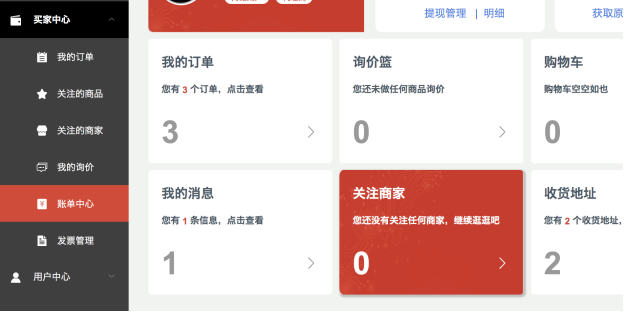 买家中心
我的订单
关注的商品
关注的商家
我的询价
账单中心
发票管理
用户中心
提现管理 | 明细
获取原
我的订单
您有 3 个订单，点击查看
3
询价篮
您还未做任何商品询价
0
购物车
购物车空空如也
0
我的消息
您有 1 条信息，点击查看
1
关注商家
您还没有关注任何商家，继续逛逛吧
0
收货地址
您有 2 个收货地址，
2